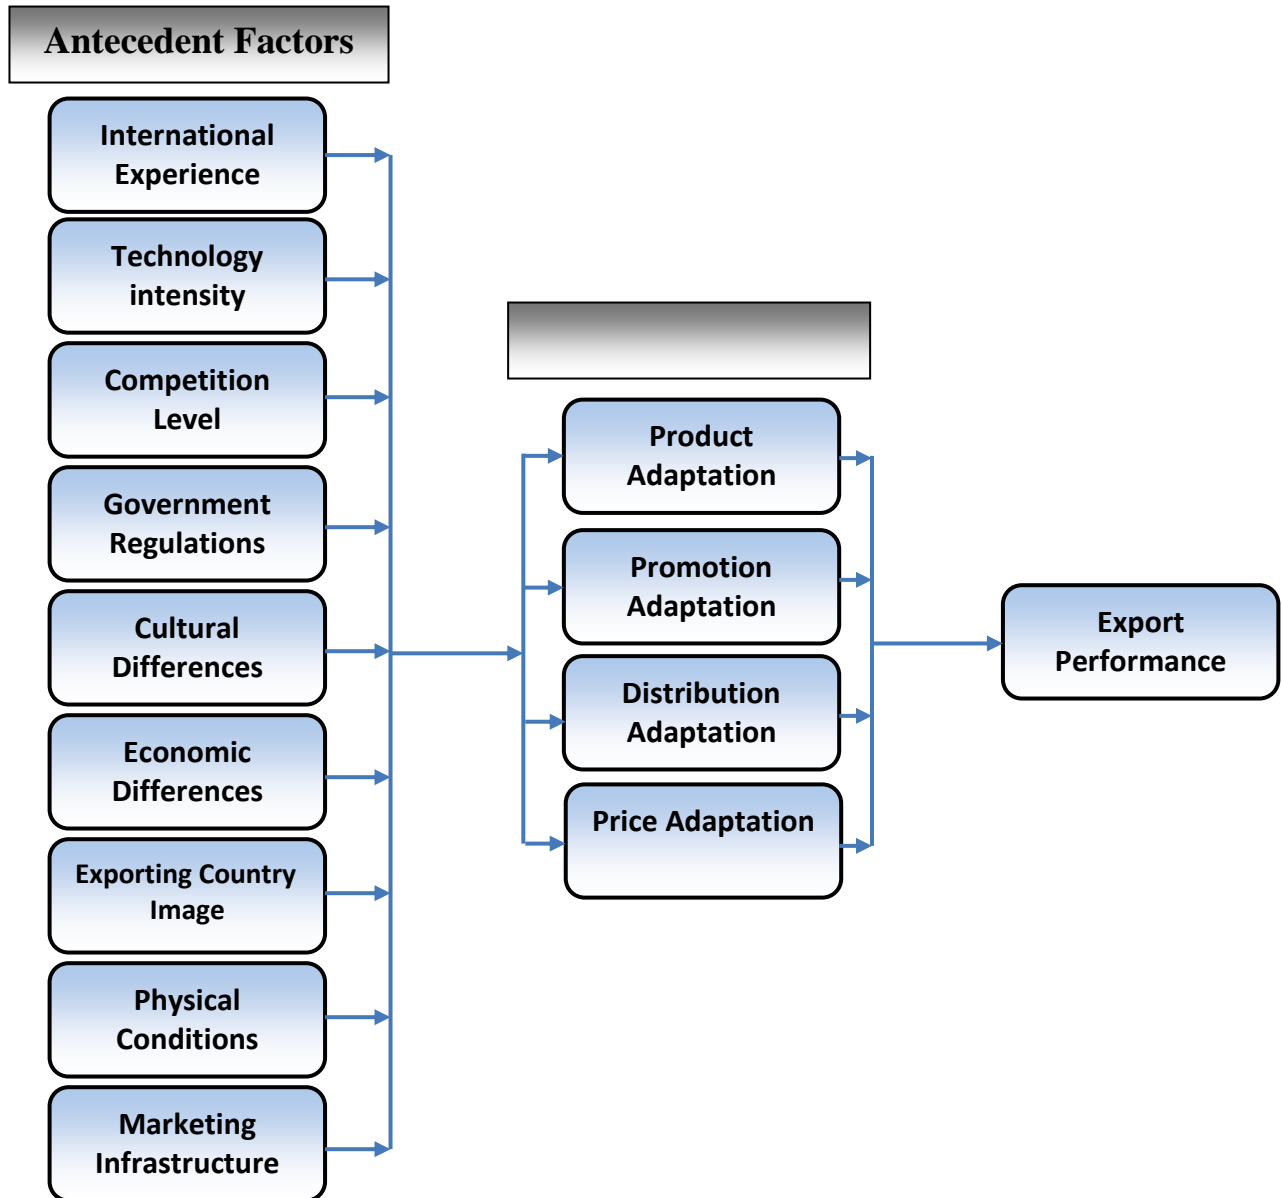 Antecedent Factors
International
Experience
Technology
intensity
Competition
Level
Government
Regulations
Cultural
Differences
Economic
Differences
Exporting Country
Image
Physical
Conditions
Marketing
Infrastructure
Product
Adaptation
Promotion
Adaptation
Distribution
Adaptation
Price Adaptation
Export
Performance